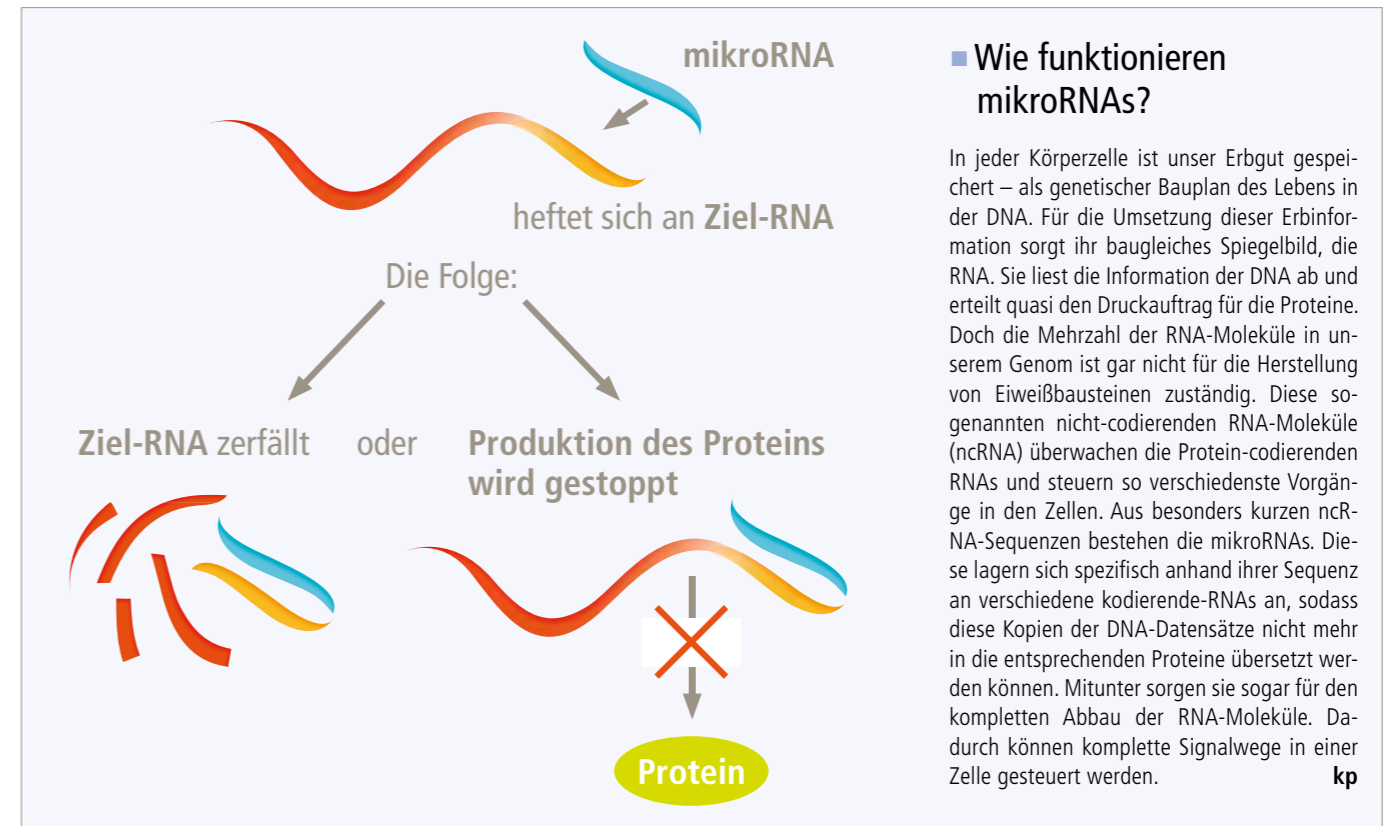 mikroRNA
heftet sich an Ziel-RNA
Die Folge:
Ziel-RNA zerfällt oder Produktion des Proteins
wird gestoppt
Protein
Wie funktionieren
mikroRNAs?
In jeder Körperzelle ist unser Erbgut gespei-
chert – als genetischer Bauplan des Lebens in
der DNA. Für die Umsetzung dieser Erbinfor-
mation sorgt ihr baugleiches Spiegelbild, die
RNA. Sie liest die Information der DNA ab und
erteilt quasi den Druckauftrag für die Proteine.
Doch die Mehrzahl der RNA-Moleküle in un-
serem Genom ist gar nicht für die Herstellung
von Eiweißbausteinen zuständig. Diese so-
genannten nicht-codierenden RNA-Moleküle
(ncRNA) überwachen die Protein-codierenden
RNAs und steuern so verschiedenste Vorgän-
ge in den Zellen. Aus besonders kurzen ncR-
NA-Sequenzen bestehen die mikroRNAs. Die-
se lagern sich spezifisch anhand ihrer Sequenz
an verschiedene kodierende-RNAs an, sodass
diese Kopien der DNA-Datensätze nicht mehr
in die entsprechenden Proteine übersetzt wer-
den können. Mitunter sorgen sie sogar für den
kompletten Abbau der RNA-Moleküle. Da-
durch können komplette Signalwege in einer
Zelle gesteuert werden. kp